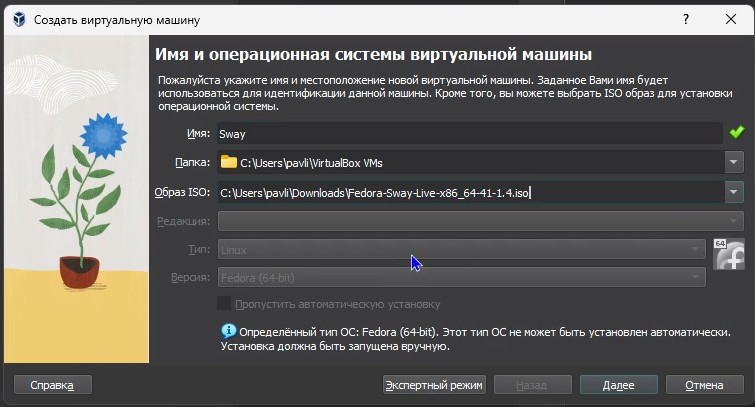 Создать виртуальную машину
? ×
Имя и операционная системы виртуальной машины
Пожалуйста укажите имя и местоположение новой виртуальной машины. Заданное Вами имя будет
использоваться для идентификации данной машины. Кроме того, вы можете выбрать ISO образ для установки
операционной системы.
Имя: Sway
Папка: C:\Users\pavli\VirtualBox VMs
Образ ISO: C:\Users\pavli\Downloads\Fedora-Sway-Live-x86_64-41-1.4.iso
Редакция:
Тип: Linux
64
Версия: Fedora (64-bit)
Пропустить автоматическую установку
Определённый тип ОС: Fedora (64-bit). Этот тип ОС не может быть установлен автоматически.
Установка должна быть запущена вручную.
Справка Экспертный режим Назад Далее Отмена